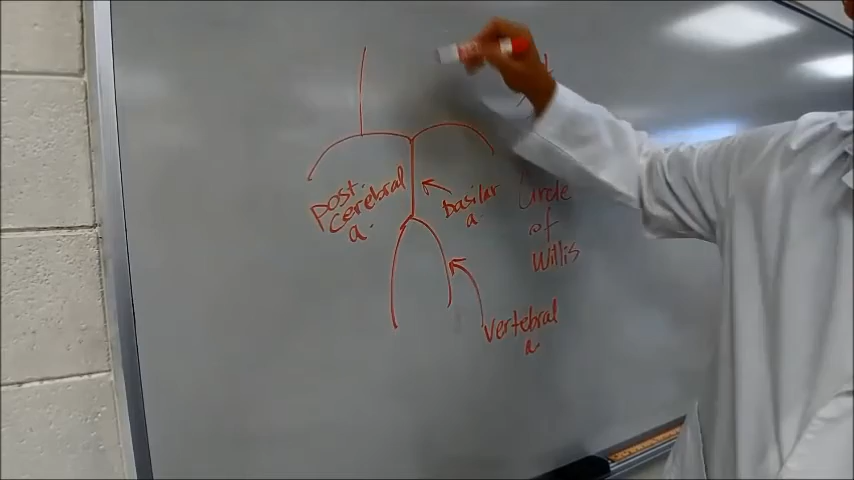 post.
cerebral
a.
basilar
a.
Circle
of
Willis
vertebral
a.